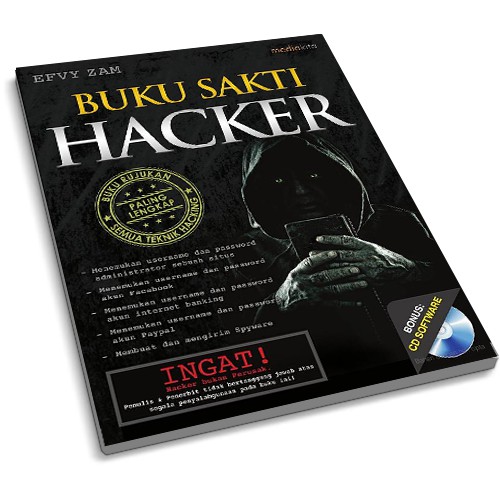 mediakita
EFVY ZAM
BUKU SAKTI
HACKER
BUKU RUJUKAN
PALING
LENGKAP
SEMUA TEKNIK HACKING
- Menemukan username dan password
administrator sebuah situs
- Menemukan username dan password
akun Facebook
- Menemukan username dan password
akun internet banking
- Menemukan username dan password
akun Paypal
- Membuat dan mengirim Spyware
BONUS:
CD SOFTWARE
INGAT!
Hacker bukan Perusak
Penulis & Penerbit tidak bertanggung jawab atas
segala penyalahgunaan pada buku ini!